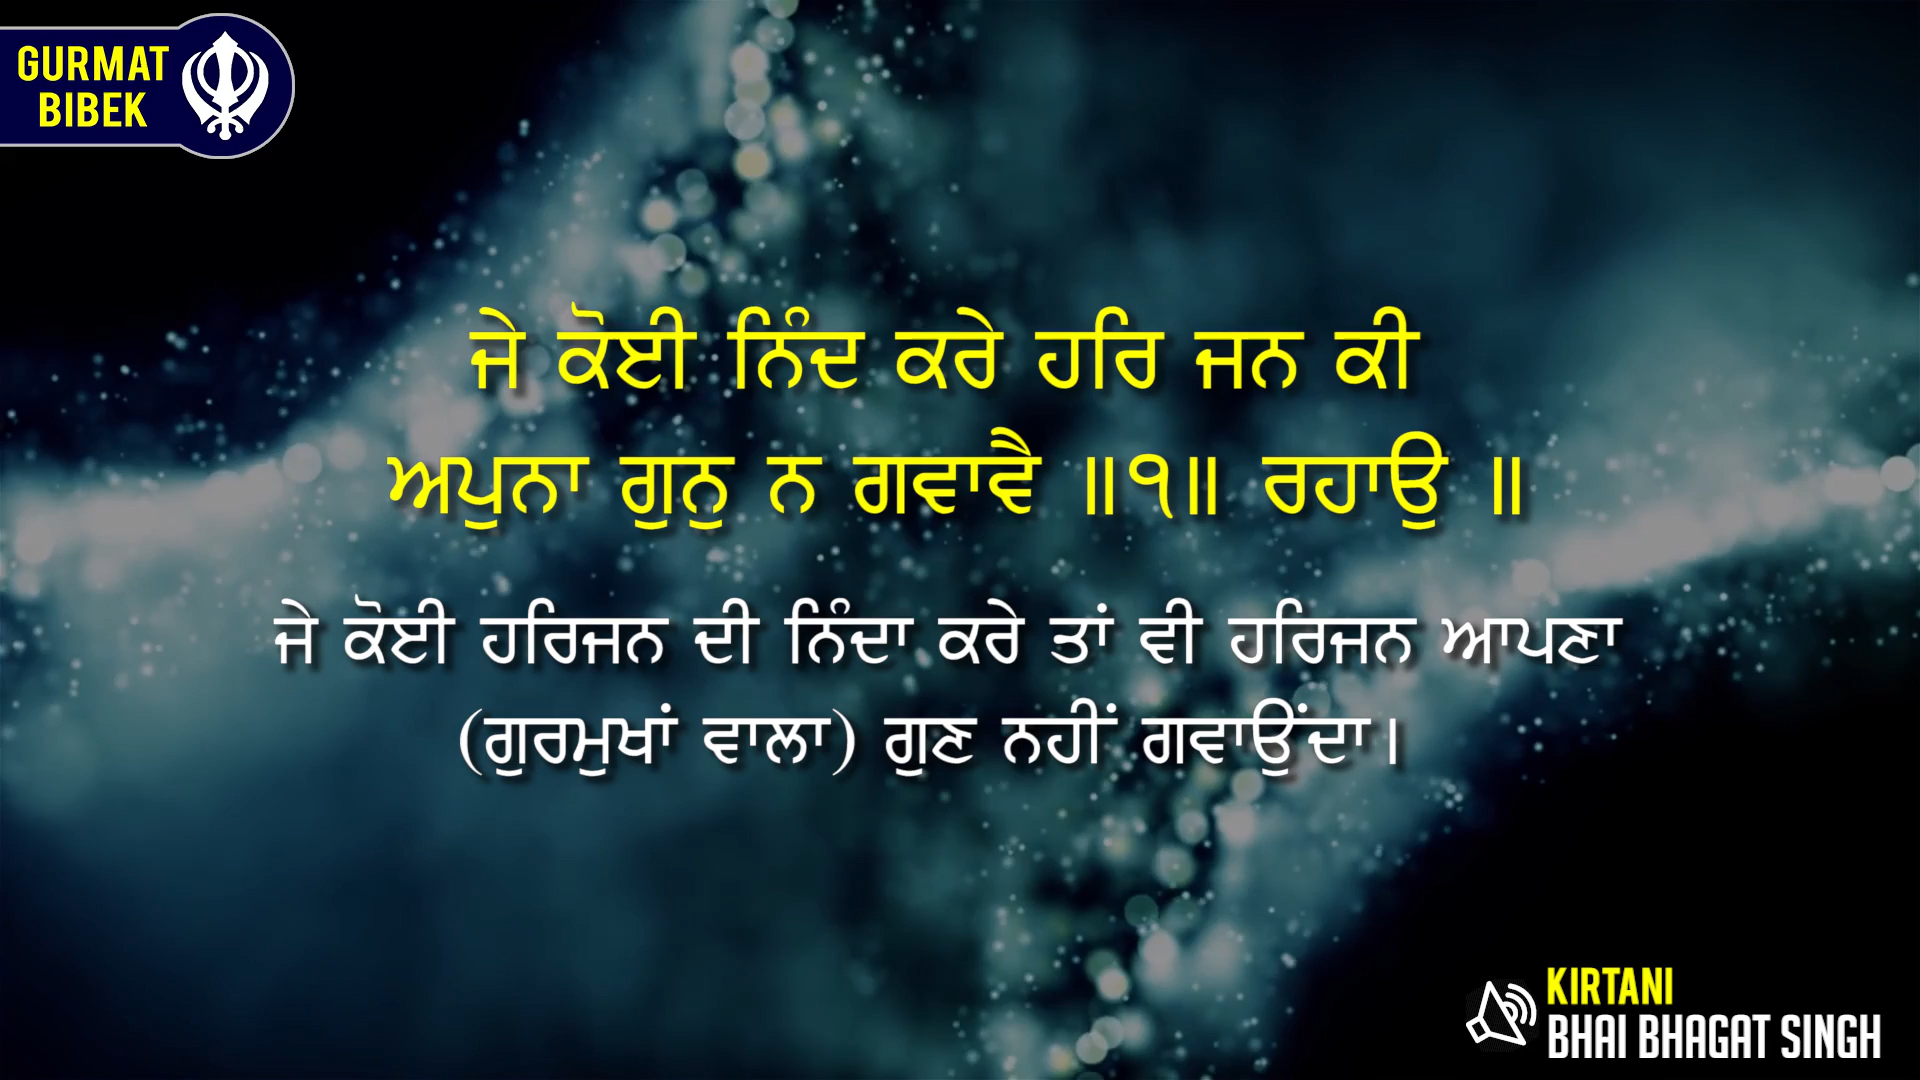 GURMAT
BIBEK
ਜੇ ਕੋਈ ਨਿੰਦ ਕਰੇ ਹਰਿ ਜਨ ਕੀ
ਅਪੁਨਾ ਗੁਨੁ ਨ ਗਵਾਵੈ ॥੧॥ ਰਹਾਉ ॥
ਜੇ ਕੋਈ ਹਰਿਜਨ ਦੀ ਨਿੰਦਾ ਕਰੇ ਤਾਂ ਵੀ ਹਰਿਜਨ ਆਪਣਾ
(ਗੁਰਮੁਖਾਂ ਵਾਲਾ) ਗੁਣ ਨਹੀਂ ਗਵਾਉਂਦਾ।
KIRTANI
BHAI BHAGAT SINGH